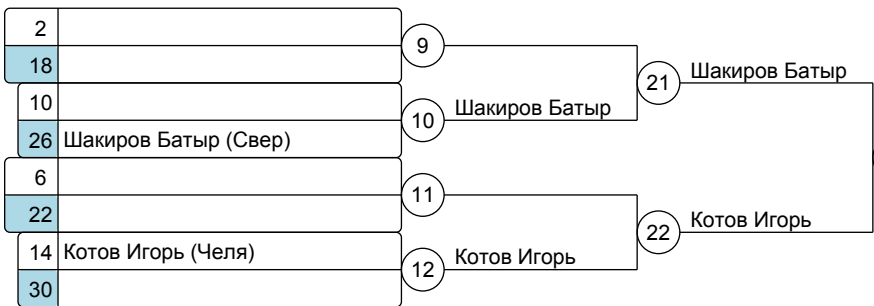 2
9
18
21 Шакиров Батыр
10
10 Шакиров Батыр
26 Шакиров Батыр (Свер)
6
11
22
22 Котов Игорь
14 Котов Игорь (Челя)
12 Котов Игорь
30